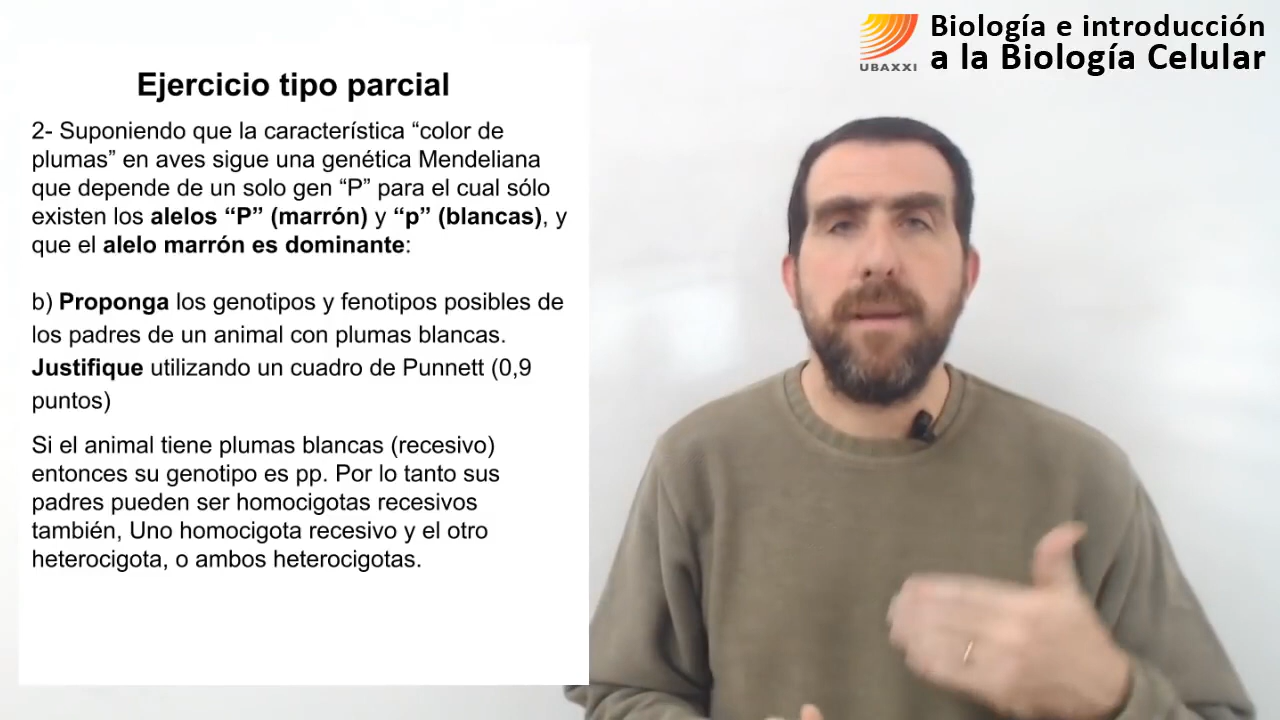 Biología e introducción
a la Biología Celular
UBAXXI
Ejercicio tipo parcial
2- Suponiendo que la característica “color de
plumas” en aves sigue una genética Mendeliana
que depende de un solo gen “P” para el cual sólo
existen los alelos “P” (marrón) y “p” (blancas), y
que el alelo marrón es dominante:
b) Proponga los genotipos y fenotipos posibles de
los padres de un animal con plumas blancas.
Justifique utilizando un cuadro de Punnett (0,9
puntos)
Si el animal tiene plumas blancas (recesivo)
entonces su genotipo es pp. Por lo tanto sus
padres pueden ser homocigotas recesivos
también, Uno homocigota recesivo y el otro
heterocigota, o ambos heterocigotas.